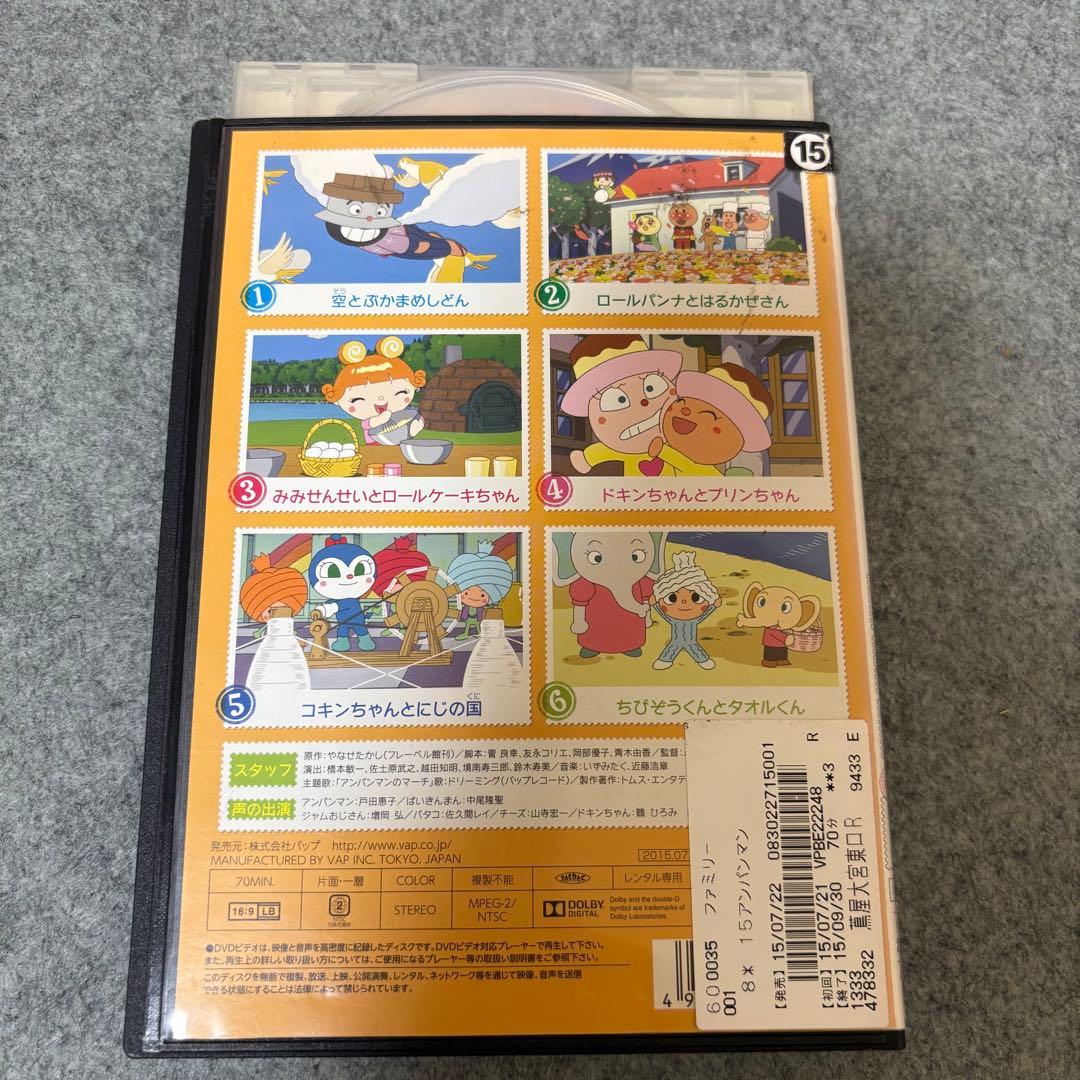 15
1 空とぶかまめしどん
そら
2 ロールパンナとはるかぜさん
3 みみせんせいとロールケーキちゃん
4 ドキンちゃんとプリンちゃん
5 コキンちゃんとにじの国
くに
6 ちびぞうくんとタオルくん
スタッフ
原作：やなせたかし(フレーベル館刊)／脚本：菅 良幸、友永コリエ、岡部優子、青木由香／監督：
演出：橋本敏一、佐土原武之、越田知明、境南寿三郎、鈴木寿美／音楽：いずみたく、近藤浩章
主題歌：「アンパンマンのマーチ」歌：ドリーミング(バップレコード)／製作著作：トムス・エンタテ
声の出演
アンパンマン：戸田恵子／ばいきんまん：中尾隆聖
ジャムおじさん：増岡 弘／バタコ：佐久間レイ／チーズ：山寺宏一／ドキンちゃん：鶴 ひろみ
発売元：株式会社バップ http://www.vap.co.jp/
MANUFACTURED BY VAP INC. TOKYO. JAPAN
2015.07
70MIN. 片面・一層 COLOR 複製不能 レンタル専用
16:9 LB 2 NTSC 日本市場向 STEREO MPEG-2/NTSC DOLBY DIGITAL
Dolby and the double-D
symbol are trademarks of
Dolby Laboratories.
●DVDビデオは、映像と音声を高密度に記録したディスクです。DVDビデオ対応プレーヤーで再生して下さい。
また、再生上の詳しい取り扱い方については、ご使用になるプレーヤー等の取扱い説明書をご参照下さい。
このディスクを無断で複製、放送、上映、公開演奏、レンタル、ネットワーク等を通じて映像、音声を送信
できる状態にすることは法律によって禁じられています。
49
600035 ファミリー 083022715001 R
001 VPBE22248 **3
8* 15アンパンマン 70分
【発売】15/07/22
【初回】15/07/21
【終了】15/09/30
1333 蔦屋大宮東口R 9433 E
478382